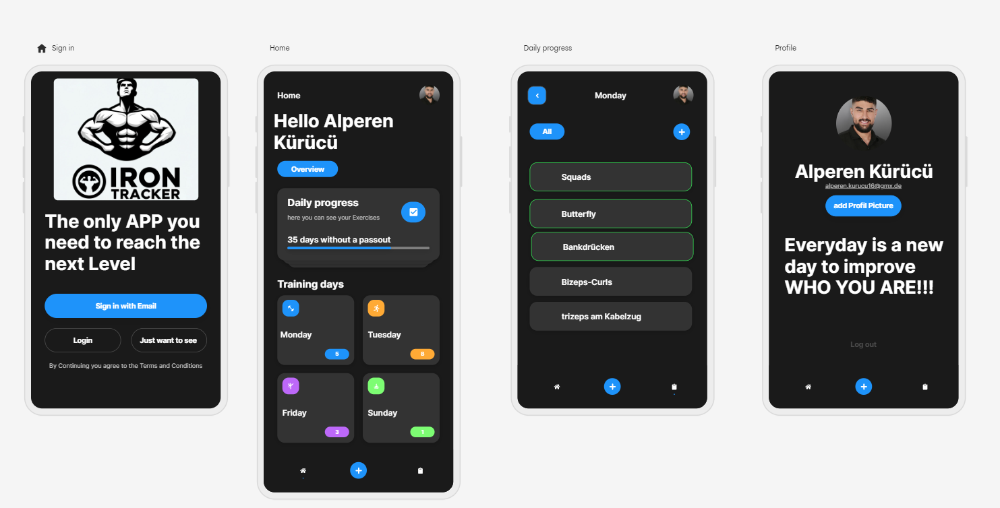 Sign in
IRON
TRACKER
The only APP you
need to reach the
next Level
Sign in with Email
Login
Just want to see
By Continuing you agree to the Terms and Conditions
Home
Home
Hello Alperen
Kürücü
Overview
Daily progress
here you can see your Exercises
35 days without a passout
Training days
Monday
5
Tuesday
8
Friday
3
Sunday
1
Daily progress
Monday
All
Squads
Butterfly
Bankdrücken
Bizeps-Curls
trizeps am Kabelzug
Profile
Alperen Kürücü
alperen.kurucu16@gmx.de
add Profil Picture
Everyday is a new
day to improve
WHO YOU ARE!!!
Log out